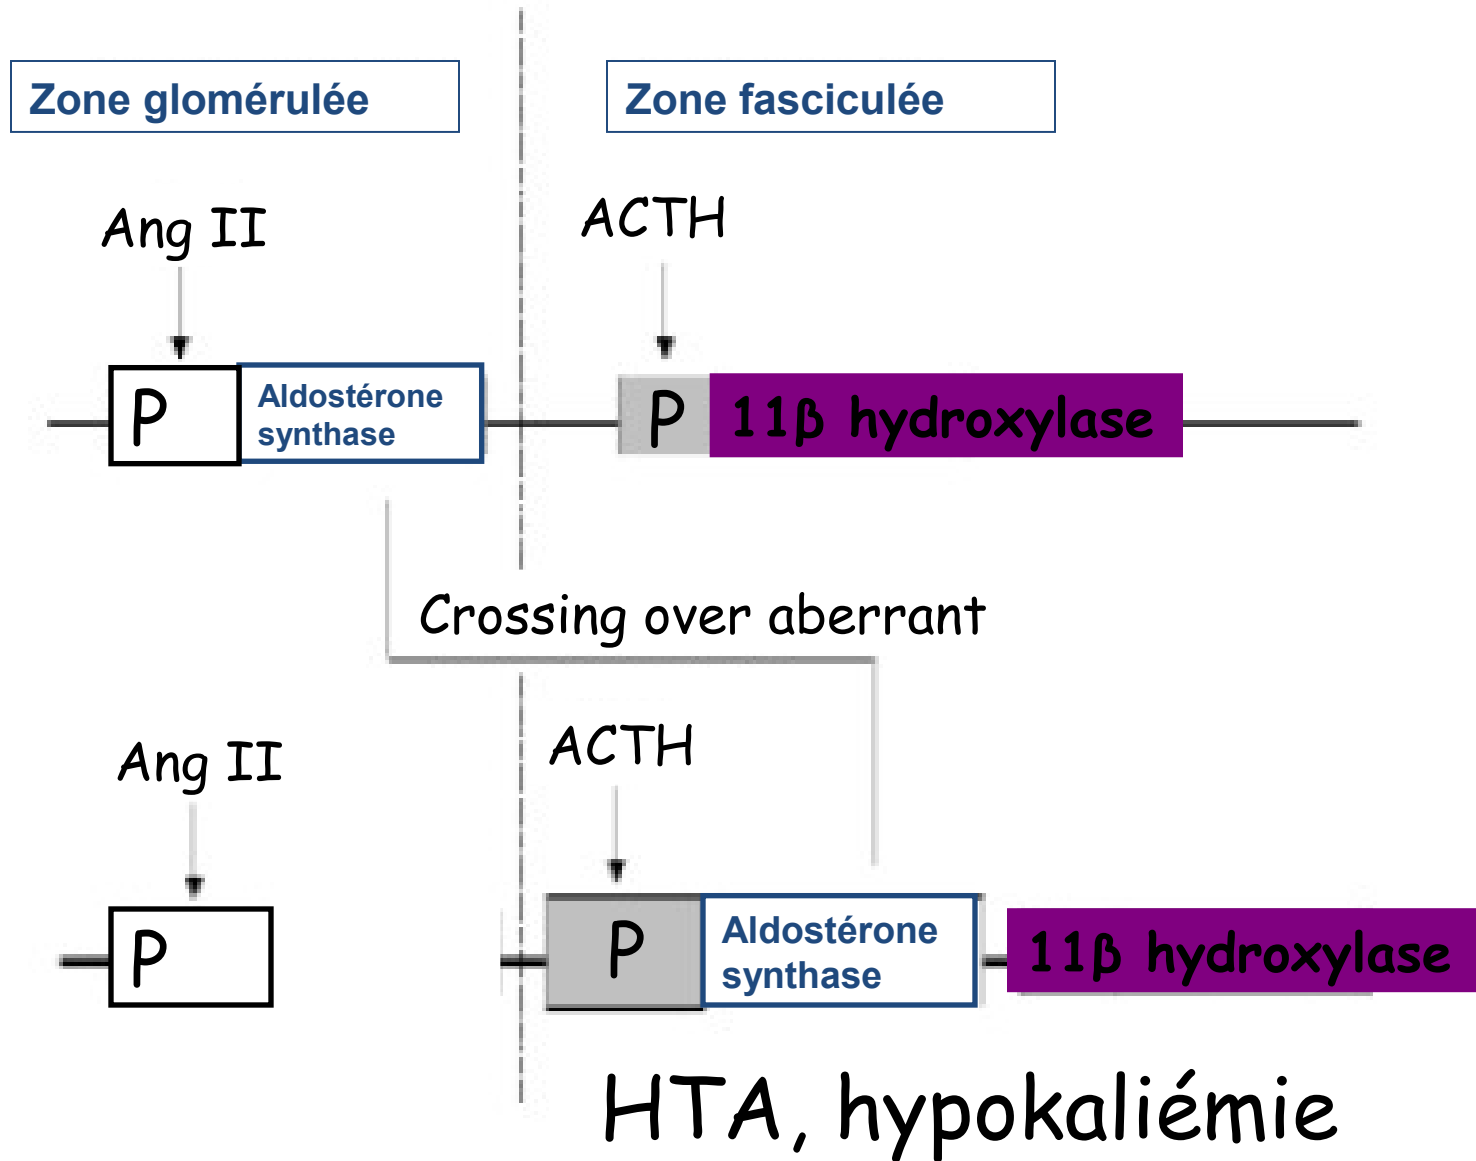 Zone glomérulée
Zone fasciculée
Ang II
ACTH
P
Aldostérone
synthase
P
11β hydroxylase
Crossing over aberrant
Ang II
ACTH
P
P
Aldostérone
synthase
11β hydroxylase
HTA, hypokaliémie